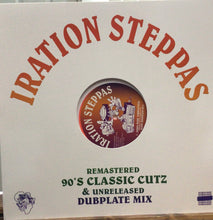 IRATION STEPPAS
IRATION STEPPAS
REMASTERED
90'S CLASSIC CUTZ
& UNRELEASED
DUBPLATE MIX